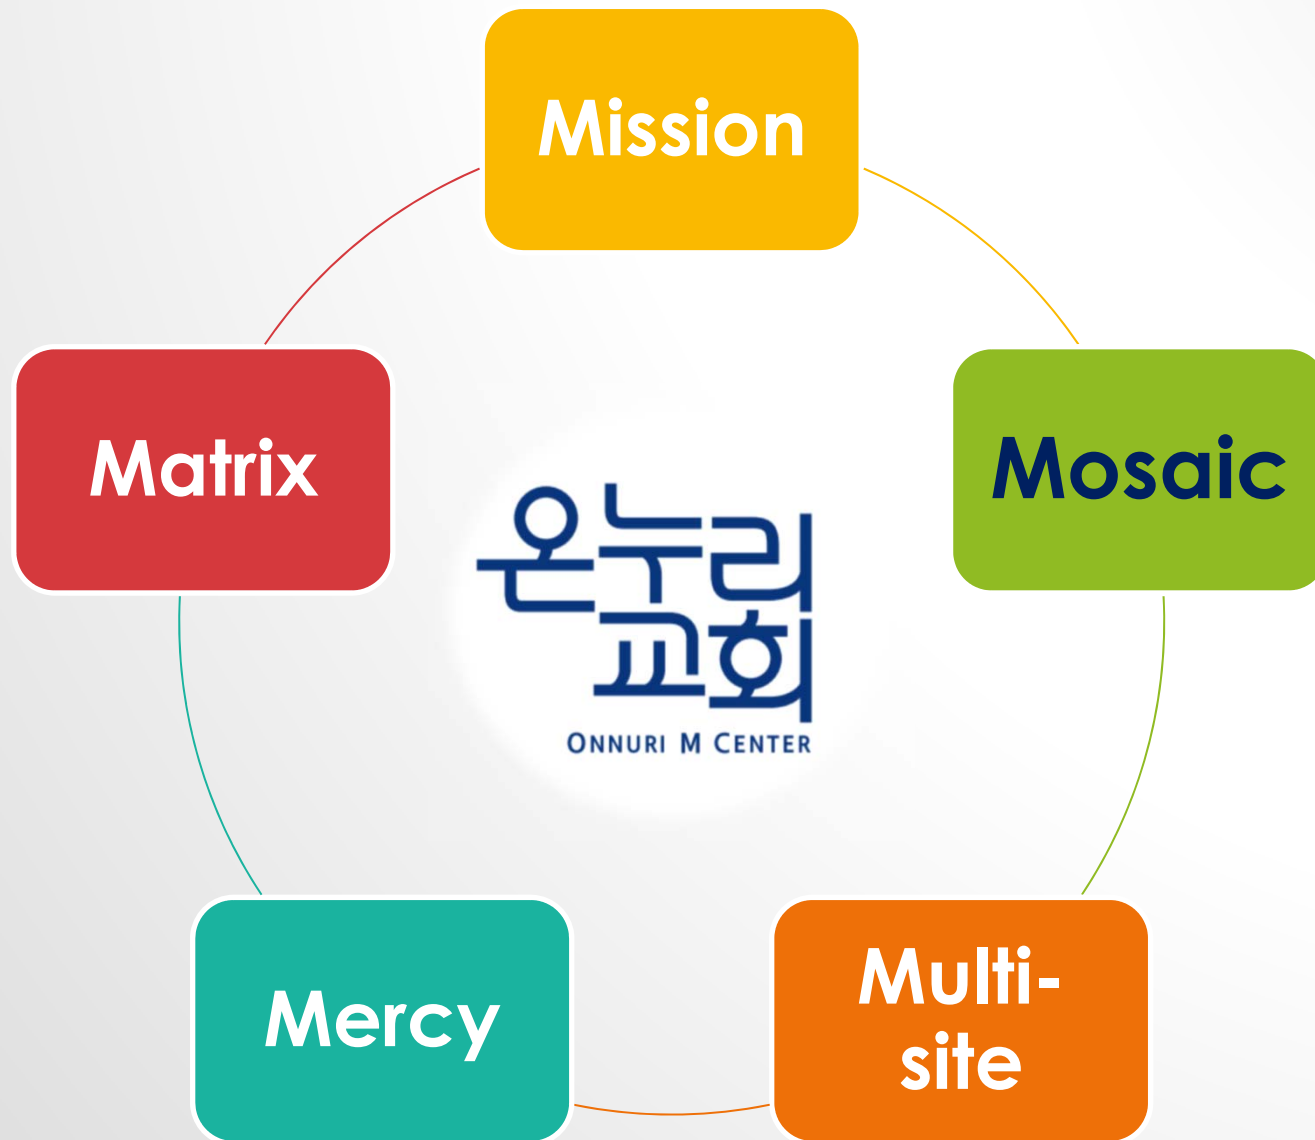 Mission
Matrix
Mosaic
온누리
교회
ONNURI M CENTER
Mercy
Multi-
site